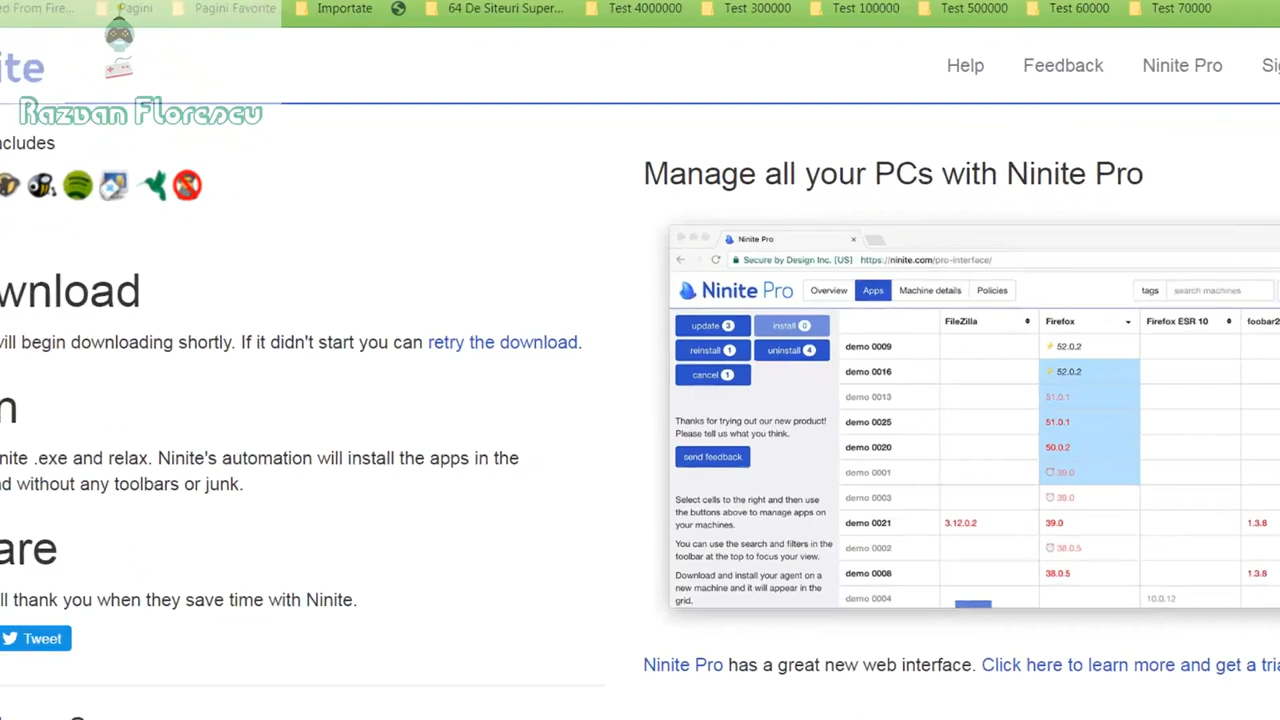 ed From Fire... Pagini Pagini Favorite Importate 64 De Siteuri Super... Test 4000000 Test 300000 Test 100000 Test 500000 Test 60000 Test 70000
ite Help Feedback Ninite Pro Si
Razvan Florescu
ncludes
Manage all your PCs with Ninite Pro
wnload
vill begin downloading shortly. If it didn't start you can retry the download.
n
nite .exe and relax. Ninite's automation will install the apps in the
d without any toolbars or junk.
are
ll thank you when they save time with Ninite.
Tweet
Ninite Pro
Secure by Design Inc. [US] https://ninite.com/pro-interface/
Ninite Pro Overview Apps Machine details Policies tags search machines
update 3 install 0 FileZilla Firefox Firefox ESR 10 foobar2
reinstall 1 uninstall 4 demo 0009 52.0.2
cancel 1 demo 0016 52.0.2
demo 0013 51.0.1
Thanks for trying out our new product! demo 0025 51.0.1
Please tell us what you think.
send feedback demo 0020 50.0.2
demo 0001 39.0
Select cells to the right and then use demo 0003 39.0
the buttons above to manage apps on
your machines. demo 0021 3.12.0.2 39.0 1.3.8
You can use the search and filters in the demo 0002 38.0.5
toolbar at the top to focus your view.
Download and install your agent on a demo 0008 38.0.5 1.3.8
new machine and it will appear in the
grid. demo 0004 10.0.12
Ninite Pro has a great new web interface. Click here to learn more and get a tria